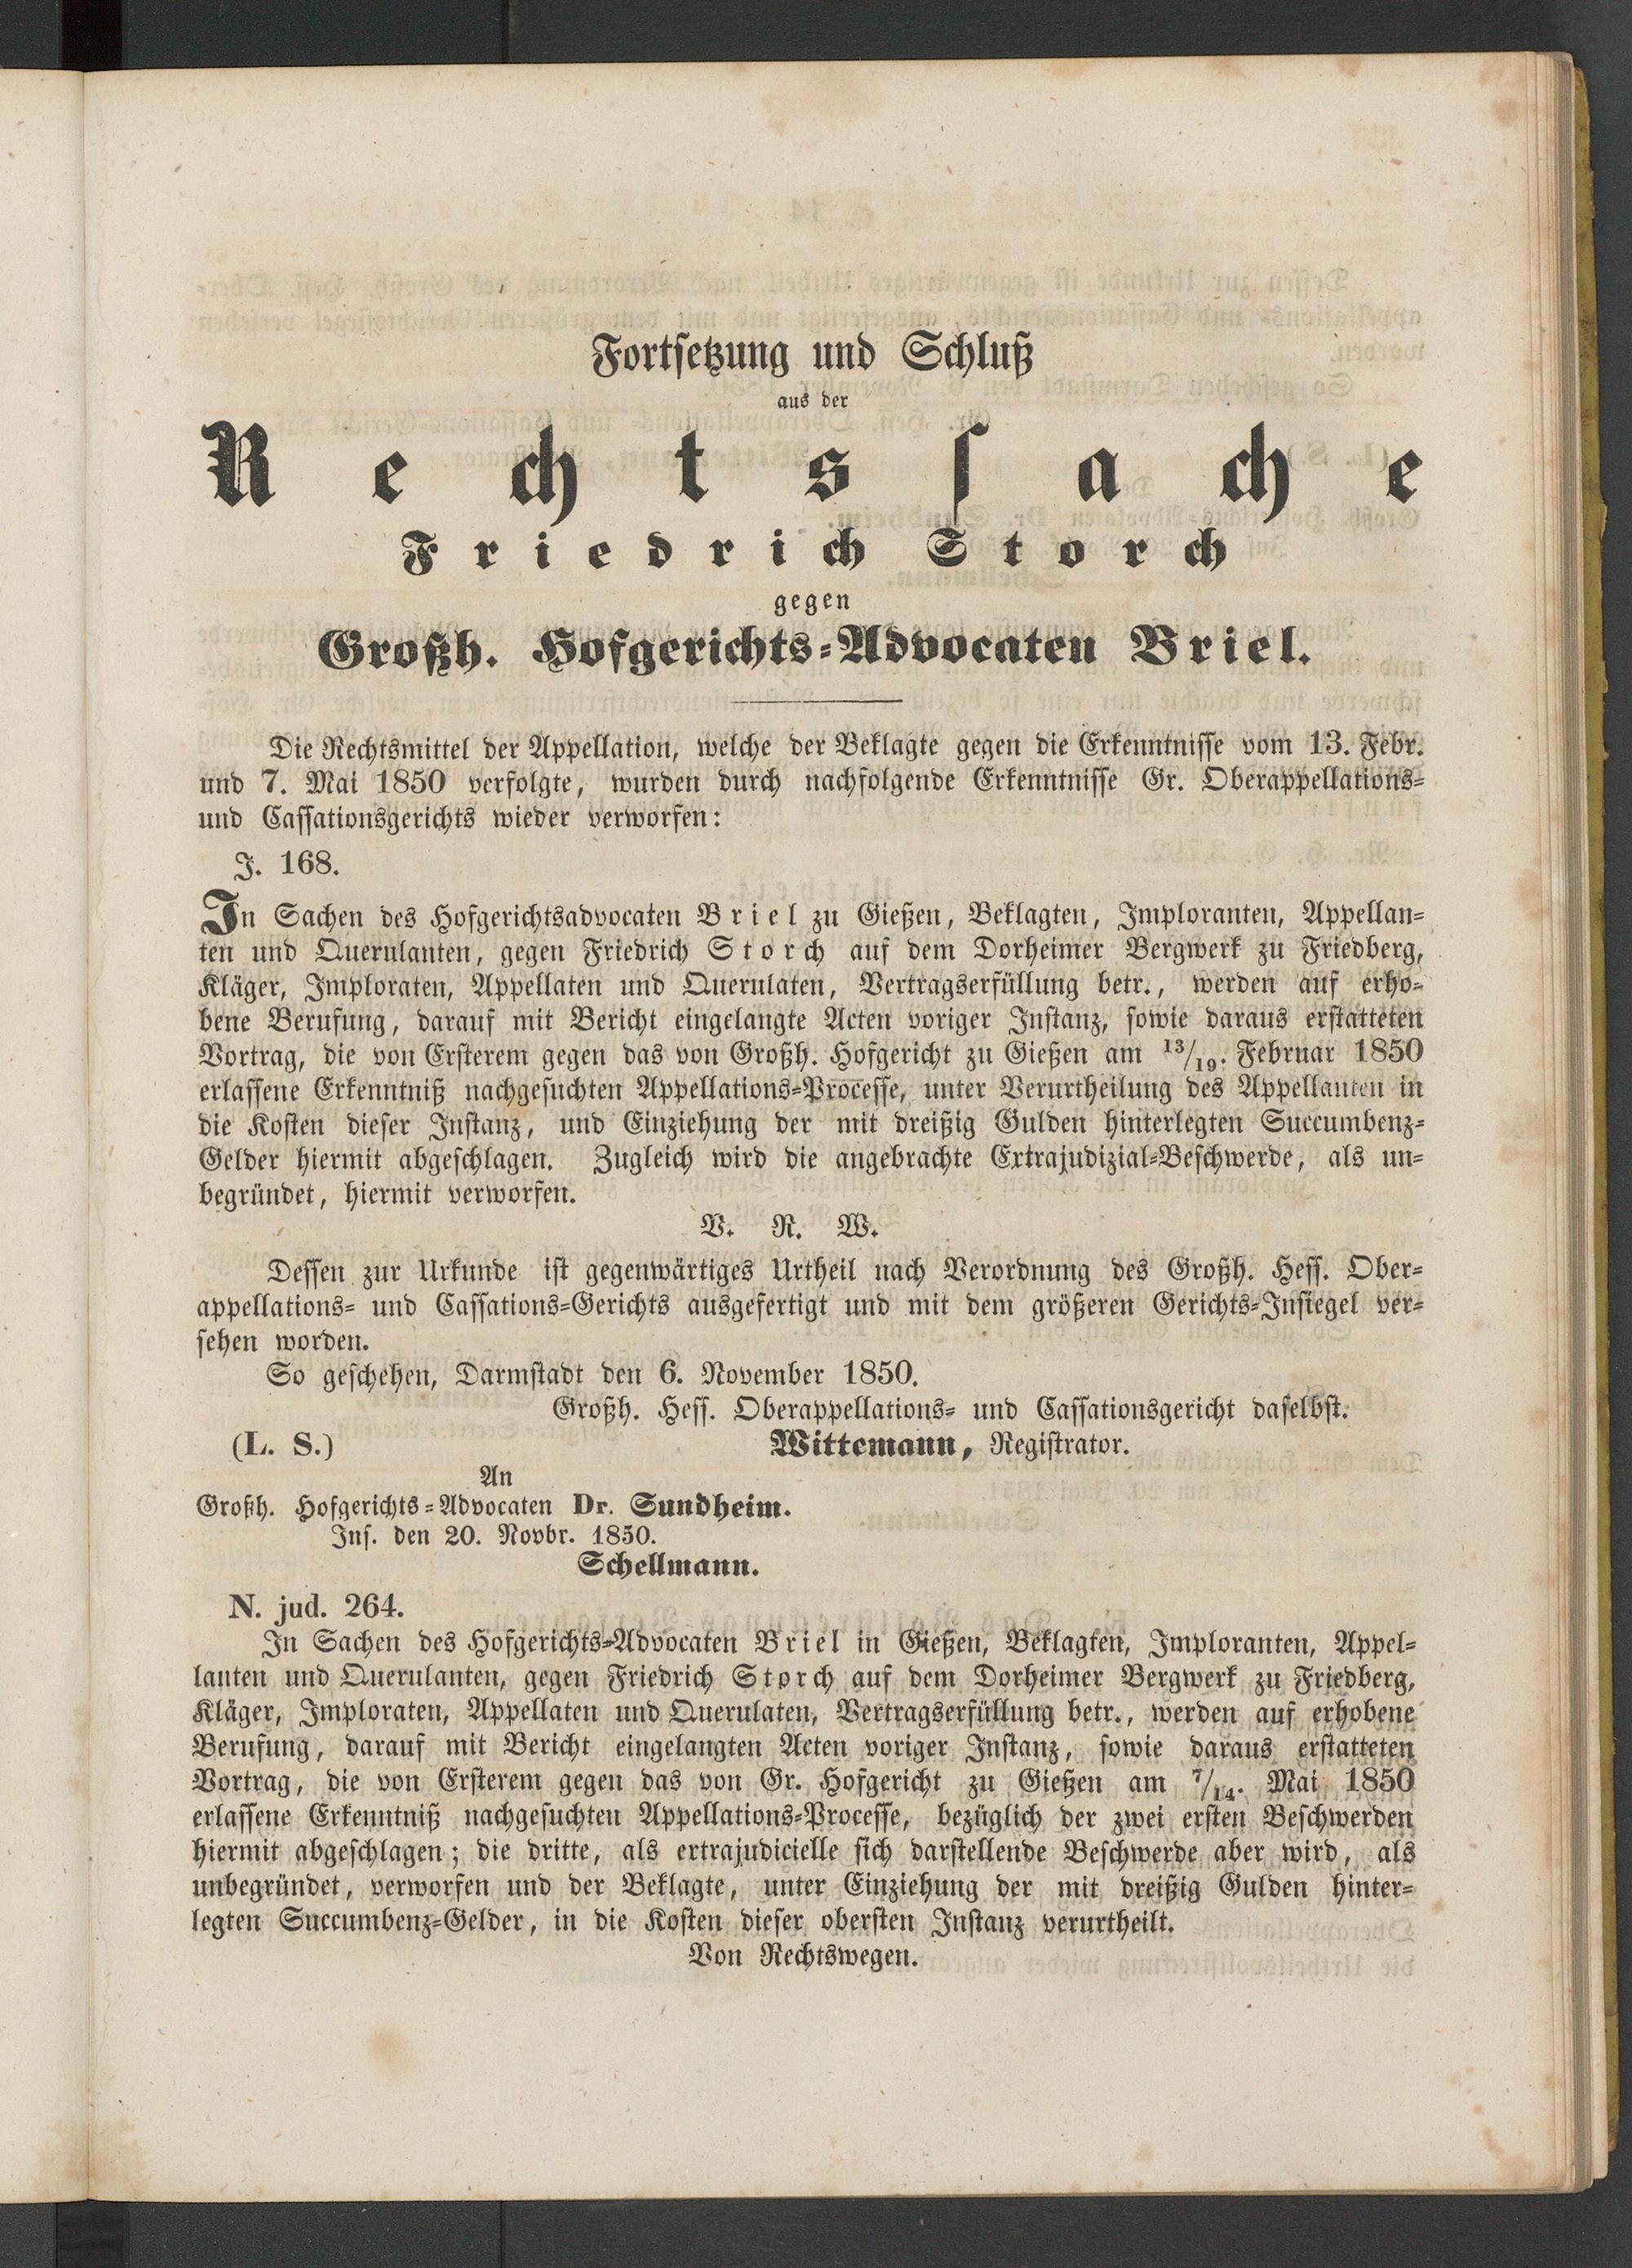 Fortsetzung und Schluß
aus der
Rechtssache
Friedrich Storch
gegen
Großh. Hofgerichts-Advocaten Briel.
Die Rechtsmittel der Appellation, welche der Beklagte gegen die Erkenntnisse vom 13. Febr.
und 7. Mai 1850 verfolgte, wurden durch nachfolgende Erkenntnisse Gr. Oberappellations-
und Cassationsgerichts wieder verworfen:
J. 168.
In Sachen des Hofgerichtsadvocaten Briel zu Gießen, Beklagten, Imploranten, Appellan-
ten und Querulanten, gegen Friedrich Storch auf dem Dorheimer Bergwerk zu Friedberg,
Kläger, Imploraten, Appellaten und Querulaten, Vertragserfüllung betr., werden auf erho-
bene Berufung, darauf mit Bericht eingelangte Acten voriger Instanz, sowie daraus erstatteten
Vortrag, die von Ersterem gegen das von Großh. Hofgericht zu Gießen am 13/19. Februar 1850
erlassene Erkenntniß nachgesuchten Appellations-Processe, unter Verurtheilung des Appellanten in
die Kosten dieser Instanz, und Einziehung der mit dreißig Gulden hinterlegten Succumbenz-
Gelder hiermit abgeschlagen. Zugleich wird die angebrachte Extrajudizial-Beschwerde, als un-
begründet, hiermit verworfen.
V. R. W.
Dessen zur Urkunde ist gegenwärtiges Urtheil nach Verordnung des Großh. Hess. Ober-
appellations- und Cassations-Gerichts ausgefertigt und mit dem größeren Gerichts-Insiegel ver-
sehen worden.
So geschehen, Darmstadt den 6. November 1850.
Großh. Hess. Oberappellations- und Cassationsgericht daselbst.
(L. S.) Wittemann, Registrator.
An
Großh. Hofgerichts-Advocaten Dr. Sundheim.
Ins. den 20. Novbr. 1850.
Schellmann.
N. jud. 264.
In Sachen des Hofgerichts-Advocaten Briel in Gießen, Beklagten, Imploranten, Appel-
lanten und Querulanten, gegen Friedrich Storch auf dem Dorheimer Bergwerk zu Friedberg,
Kläger, Imploraten, Appellaten und Querulaten, Vertragserfüllung betr., werden auf erhobene
Berufung, darauf mit Bericht eingelangten Acten voriger Instanz, sowie daraus erstatteten
Vortrag, die von Ersterem gegen das von Gr. Hofgericht zu Gießen am 7/14. Mai 1850
erlassene Erkenntniß nachgesuchten Appellations-Processe, bezüglich der zwei ersten Beschwerden
hiermit abgeschlagen; die dritte, als extrajudicielle sich darstellende Beschwerde aber wird, als
unbegründet, verworfen und der Beklagte, unter Einziehung der mit dreißig Gulden hinter-
legten Succumbenz-Gelder, in die Kosten dieser obersten Instanz verurtheilt.
Von Rechtswegen.